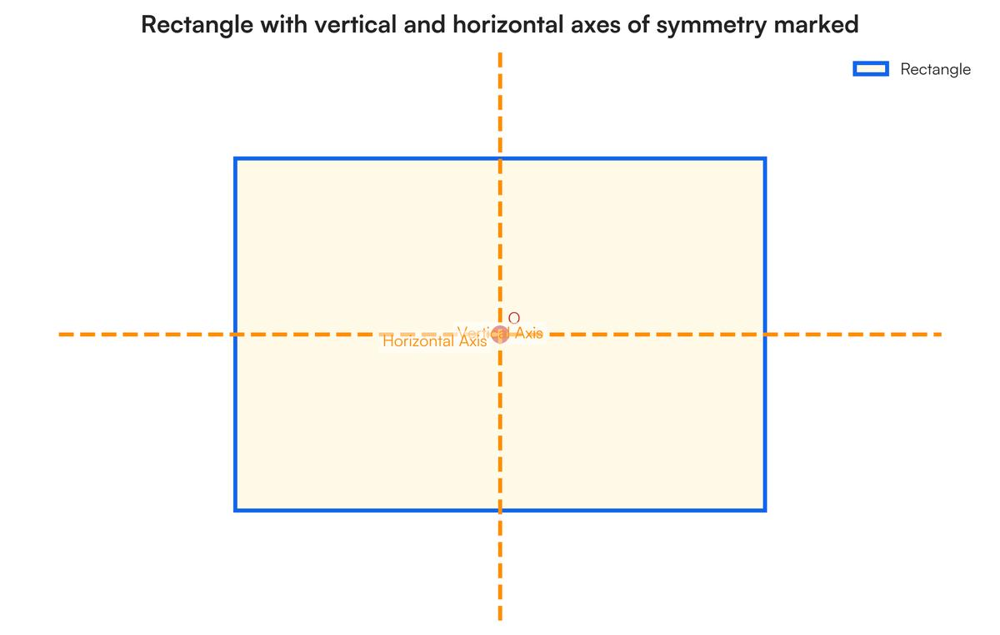 Rectangle with vertical and horizontal axes of symmetry marked
Rectangle
O
Vertical Axis
Horizontal Axis